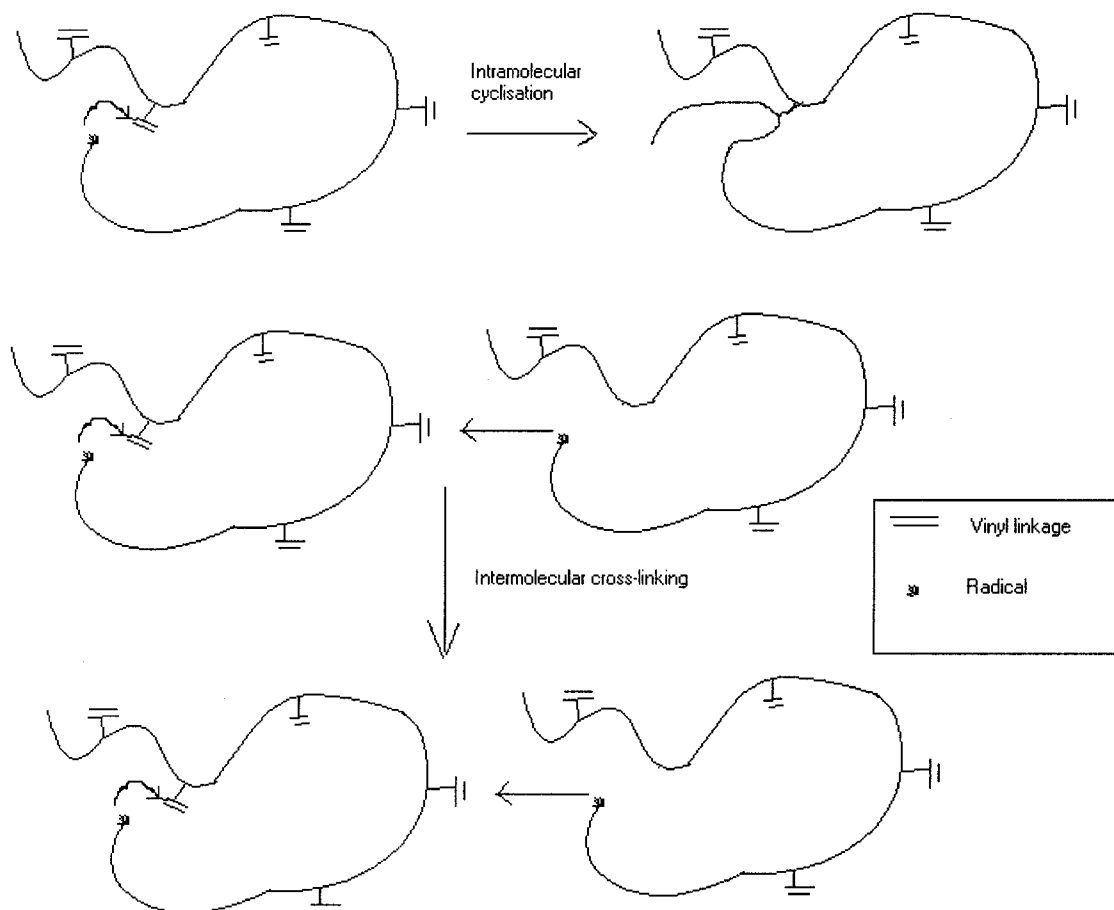 Intramolecular
cyclisation
Vinyl linkage
Radical
Intermolecular cross-linking